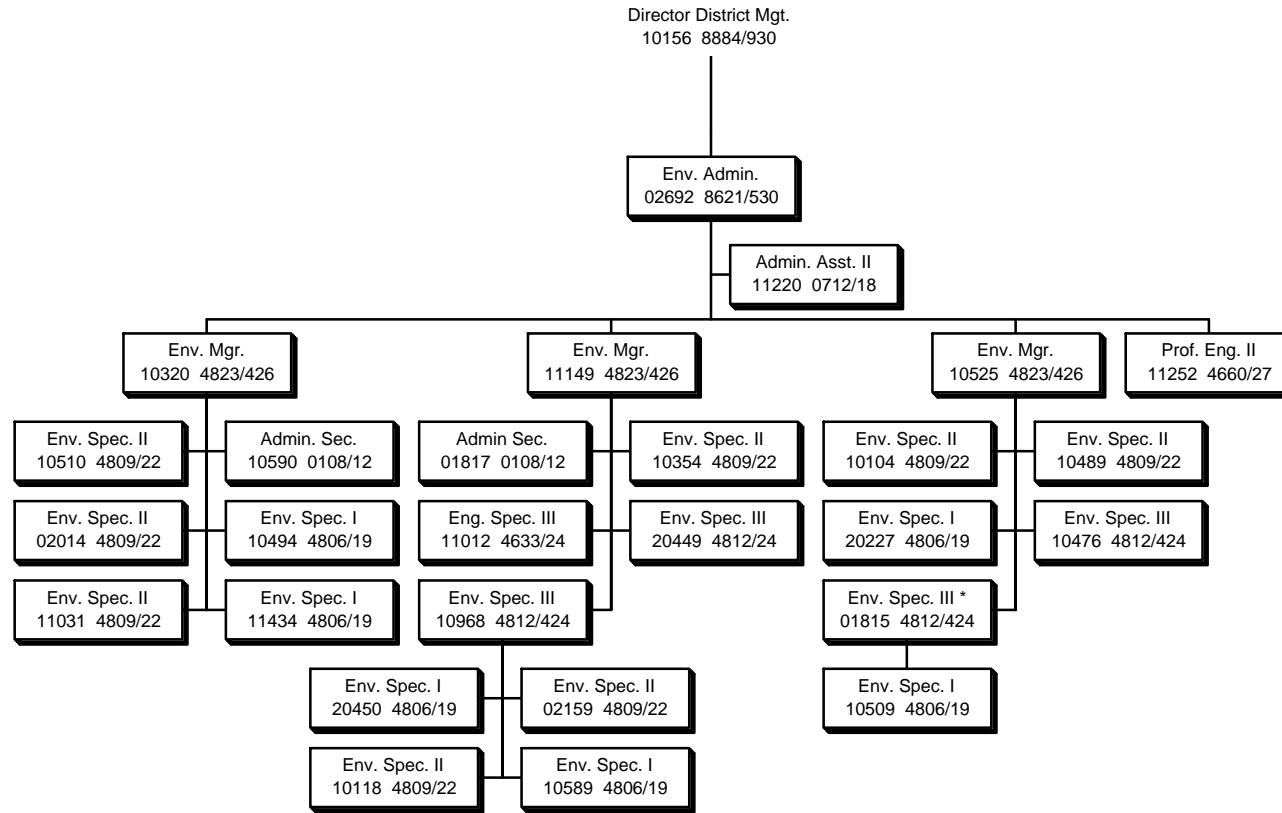 Director District Mgt.
10156 8884/930
Env. Admin.
02692 8621/530
Admin. Asst. II
11220 0712/18
Env. Mgr.
10320 4823/426
Env. Mgr.
11149 4823/426
Env. Mgr.
10525 4823/426
Prof. Eng. II
11252 4660/27
Env. Spec. II
10510 4809/22
Admin. Sec.
10590 0108/12
Admin Sec.
01817 0108/12
Env. Spec. II
10354 4809/22
Env. Spec. II
10104 4809/22
Env. Spec. II
10489 4809/22
Env. Spec. II
02014 4809/22
Env. Spec. I
10494 4806/19
Eng. Spec. III
11012 4633/24
Env. Spec. III
20449 4812/24
Env. Spec. I
20227 4806/19
Env. Spec. III
10476 4812/424
Env. Spec. II
11031 4809/22
Env. Spec. I
11434 4806/19
Env. Spec. III
10968 4812/424
Env. Spec. III *
01815 4812/424
Env. Spec. I
20450 4806/19
Env. Spec. II
02159 4809/22
Env. Spec. I
10509 4806/19
Env. Spec. II
10118 4809/22
Env. Spec. I
10589 4806/19